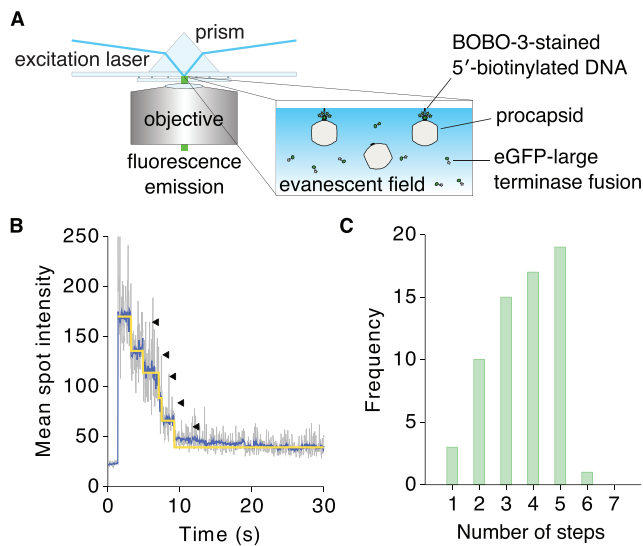 A
prism
excitation laser
objective
fluorescence
emission
evanescent field
BOBO-3-stained
5′-biotinylated DNA
procapsid
eGFP-large
terminase fusion
B
250
200
150
100
50
0
0
10
20
30
Mean spot intensity
Time (s)
C
20
15
10
5
0
1 2 3 4 5 6 7
Frequency
Number of steps